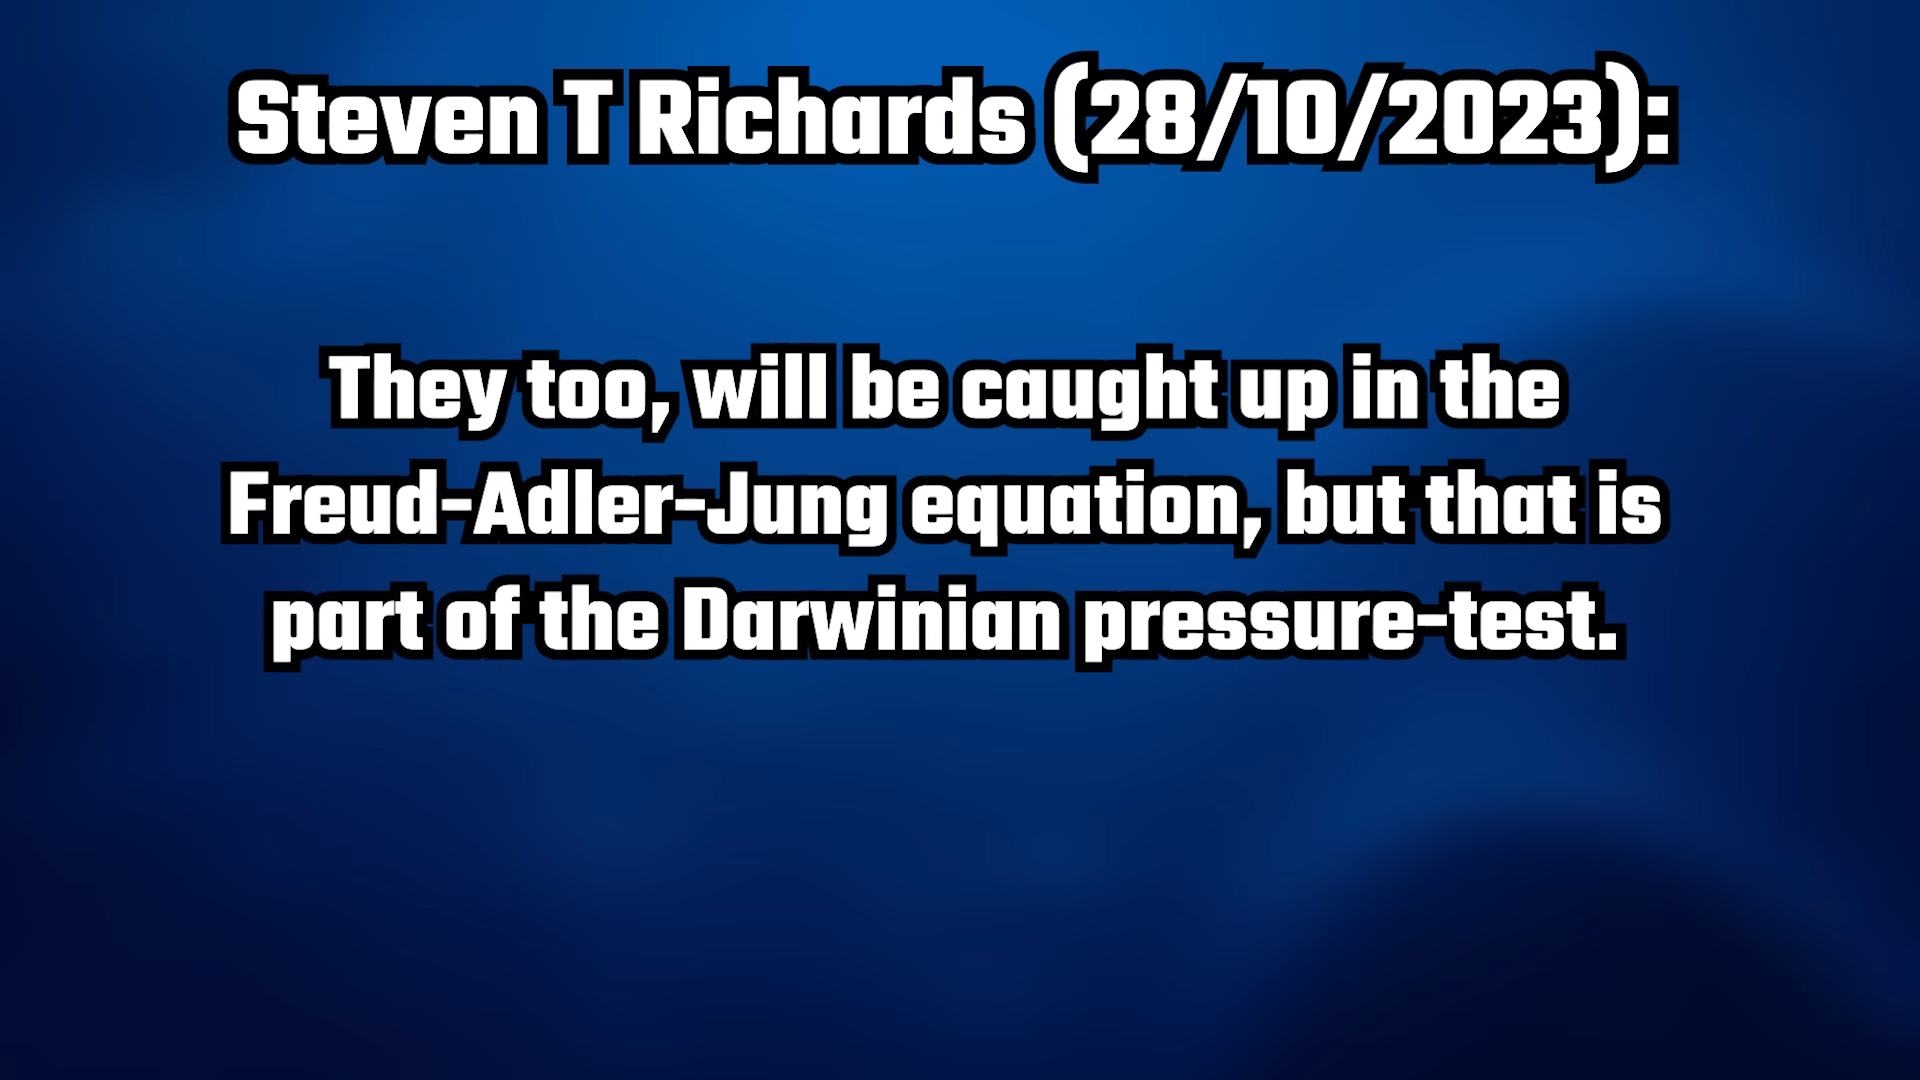 Steven T Richards (28/10/2023):
They too, will be caught up in the
Freud-Adler-Jung equation, but that is
part of the Darwinian pressure-test.